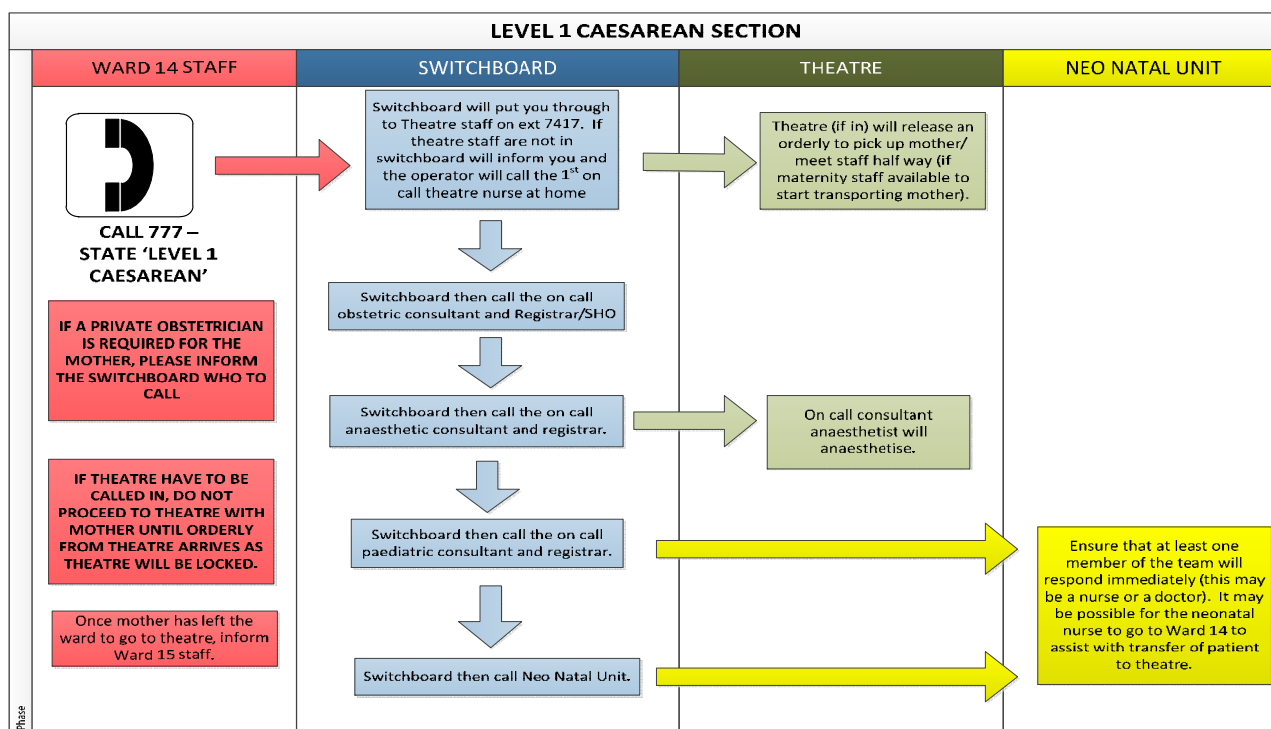 LEVEL 1 CAESAREAN SECTION
WARD 14 STAFF
SWITCHBOARD
THEATRE
NEO NATAL UNIT
CALL 777 –
STATE ‘LEVEL 1
CAESAREAN’
IF A PRIVATE OBSTETRICIAN
IS REQUIRED FOR THE
MOTHER, PLEASE INFORM
THE SWITCHBOARD WHO TO
CALL
IF THEATRE HAVE TO BE
CALLED IN, DO NOT
PROCEED TO THEATRE WITH
MOTHER UNTIL ORDERLY
FROM THEATRE ARRIVES AS
THEATRE WILL BE LOCKED.
Once mother has left the
ward to go to theatre, inform
Ward 15 staff.
Switchboard will put you through
to Theatre staff on ext 7417. If
theatre staff are not in
switchboard will inform you and
the operator will call the 1st on
call theatre nurse at home
Switchboard then call the on call
obstetric consultant and Registrar/SHO
Switchboard then call the on call
anaesthetic consultant and registrar.
Switchboard then call the on call
paediatric consultant and registrar.
Switchboard then call Neo Natal Unit.
Theatre (if in) will release an
orderly to pick up mother/
meet staff half way (if
maternity staff available to
start transporting mother).
On call consultant
anaesthetist will
anaesthetise.
Ensure that at least one
member of the team will
respond immediately (this may
be a nurse or a doctor). It may
be possible for the neonatal
nurse to go to Ward 14 to
assist with transfer of patient
to theatre.
Phase